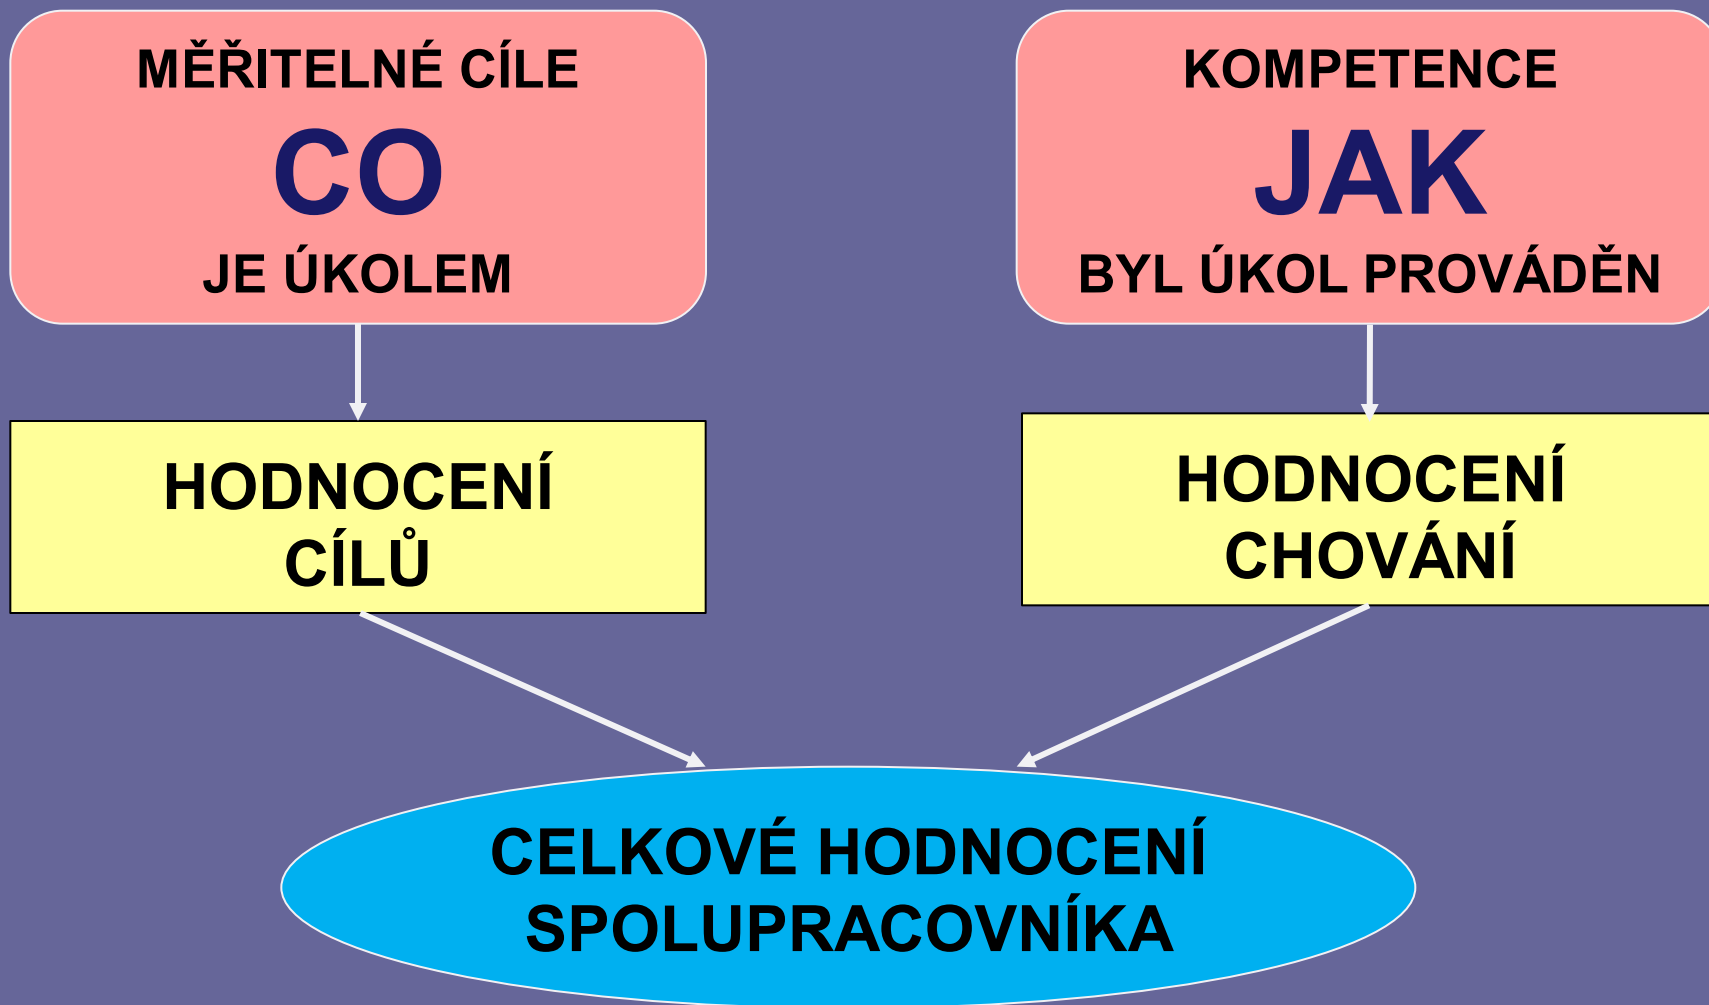 MĚŘITELNÉ CÍLE
CO
JE ÚKOLEM
KOMPETENCE
JAK
BYL ÚKOL PROVÁDĚN
HODNOCENÍ
CÍLŮ
HODNOCENÍ
CHOVÁNÍ
CELKOVÉ HODNOCENÍ
SPOLUPRACOVNÍKA